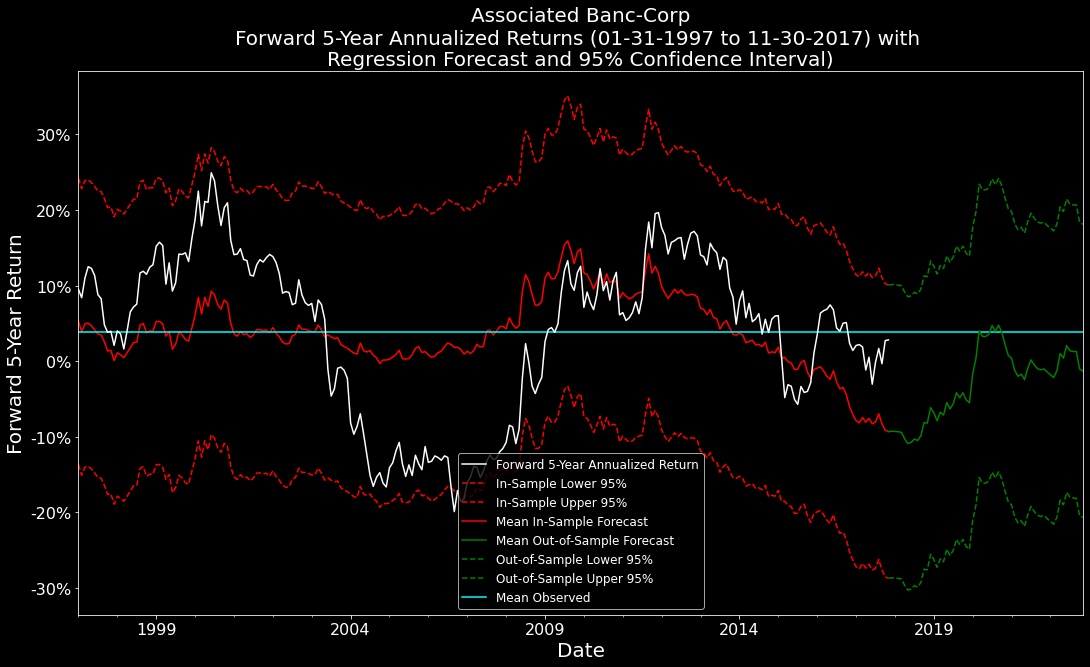 Associated Banc-Corp
Forward 5-Year Annualized Returns (01-31-1997 to 11-30-2017) with
Regression Forecast and 95% Confidence Interval)
Forward 5-Year Return
30%
20%
10%
0%
-10%
-20%
-30%
Forward 5-Year Annualized Return
In-Sample Lower 95%
In-Sample Upper 95%
Mean In-Sample Forecast
Mean Out-of-Sample Forecast
Out-of-Sample Lower 95%
Out-of-Sample Upper 95%
Mean Observed
1999 2004 2009 2014 2019
Date